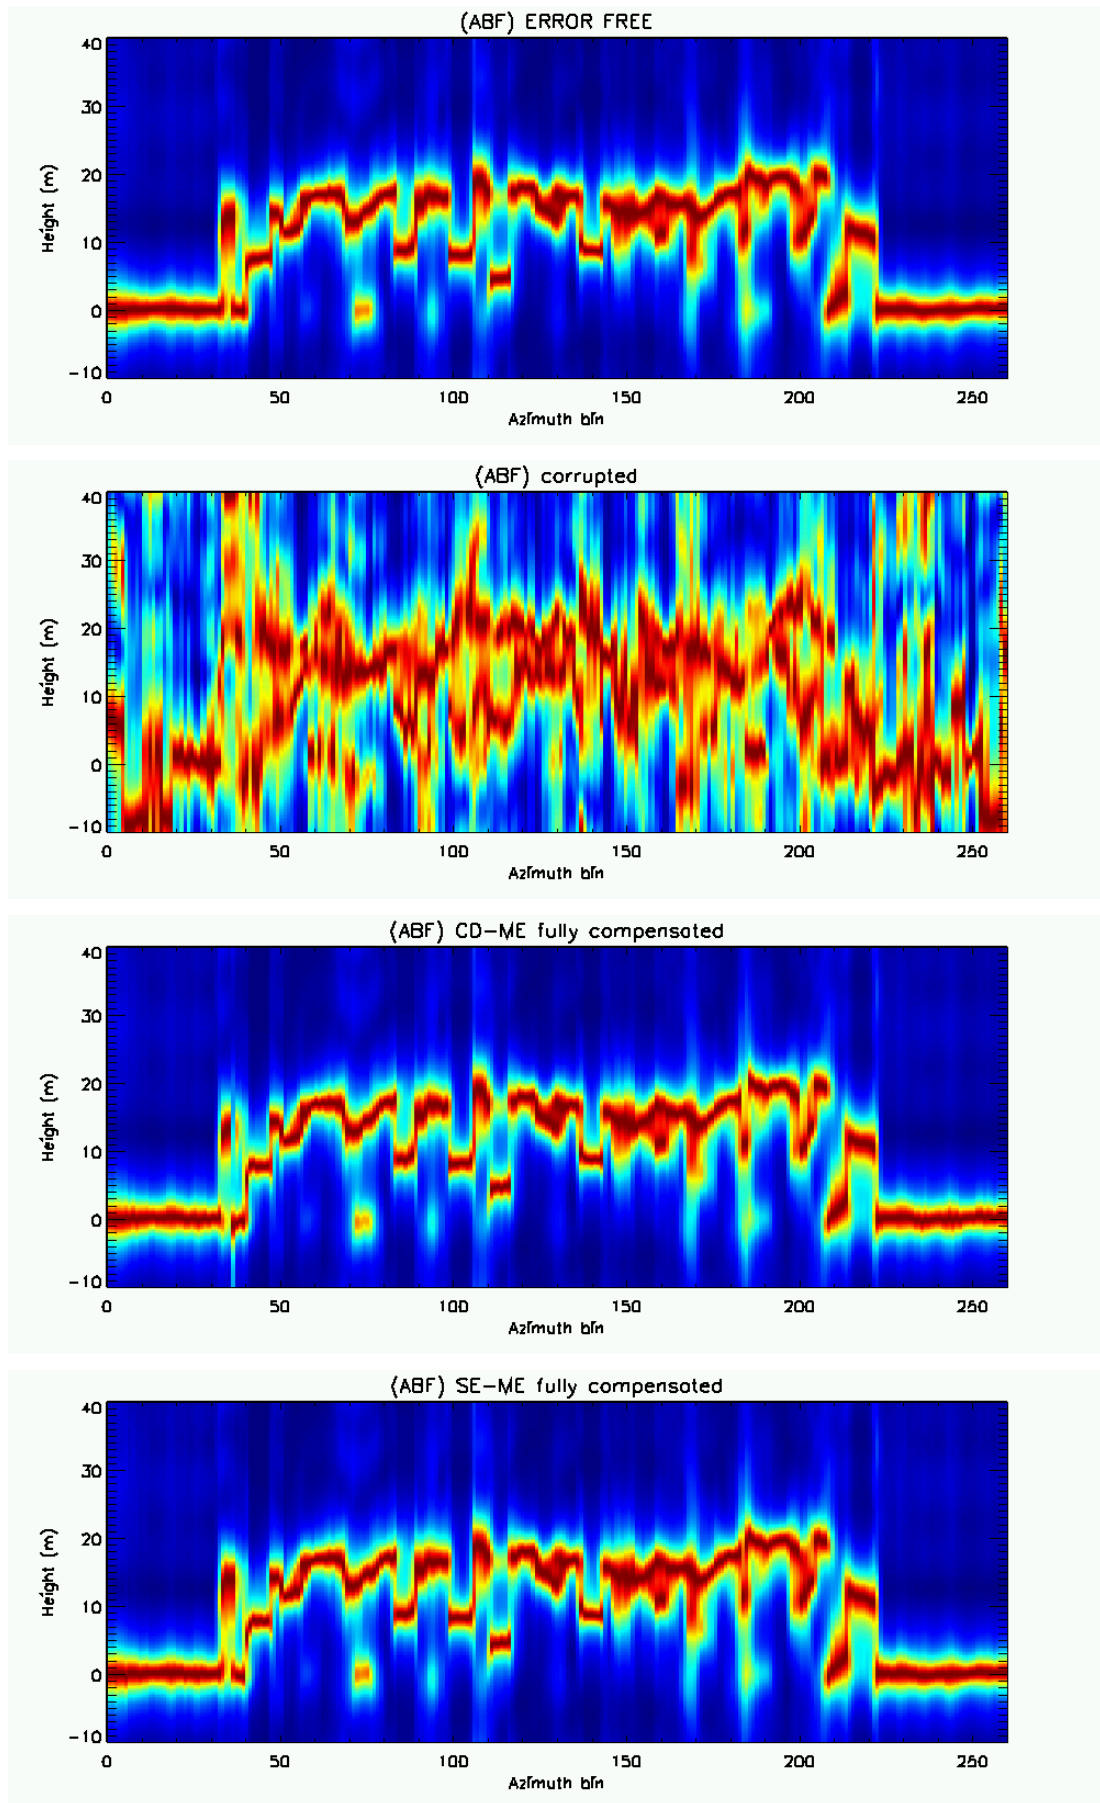 (ABF) ERROR FREE
40
30
20
10
0
-10
Height (m)
0 50 100 150 200 250
Azimuth bin
(ABF) corrupted
40
30
20
10
0
-10
Height (m)
0 50 100 150 200 250
Azimuth bin
(ABF) CD-ME fully compensated
40
30
20
10
0
-10
Height (m)
0 50 100 150 200 250
Azimuth bin
(ABF) SE-ME fully compensated
40
30
20
10
0
-10
Height (m)
0 50 100 150 200 250
Azimuth bin